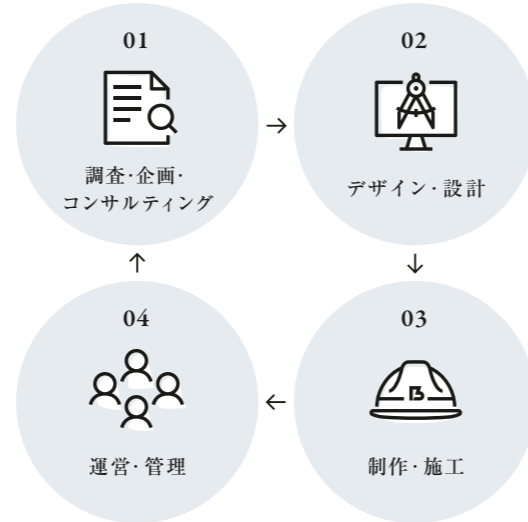 01
調査·企画·
コンサルティング
02
デザイン·設計
03
制作·施工
04
運営·管理